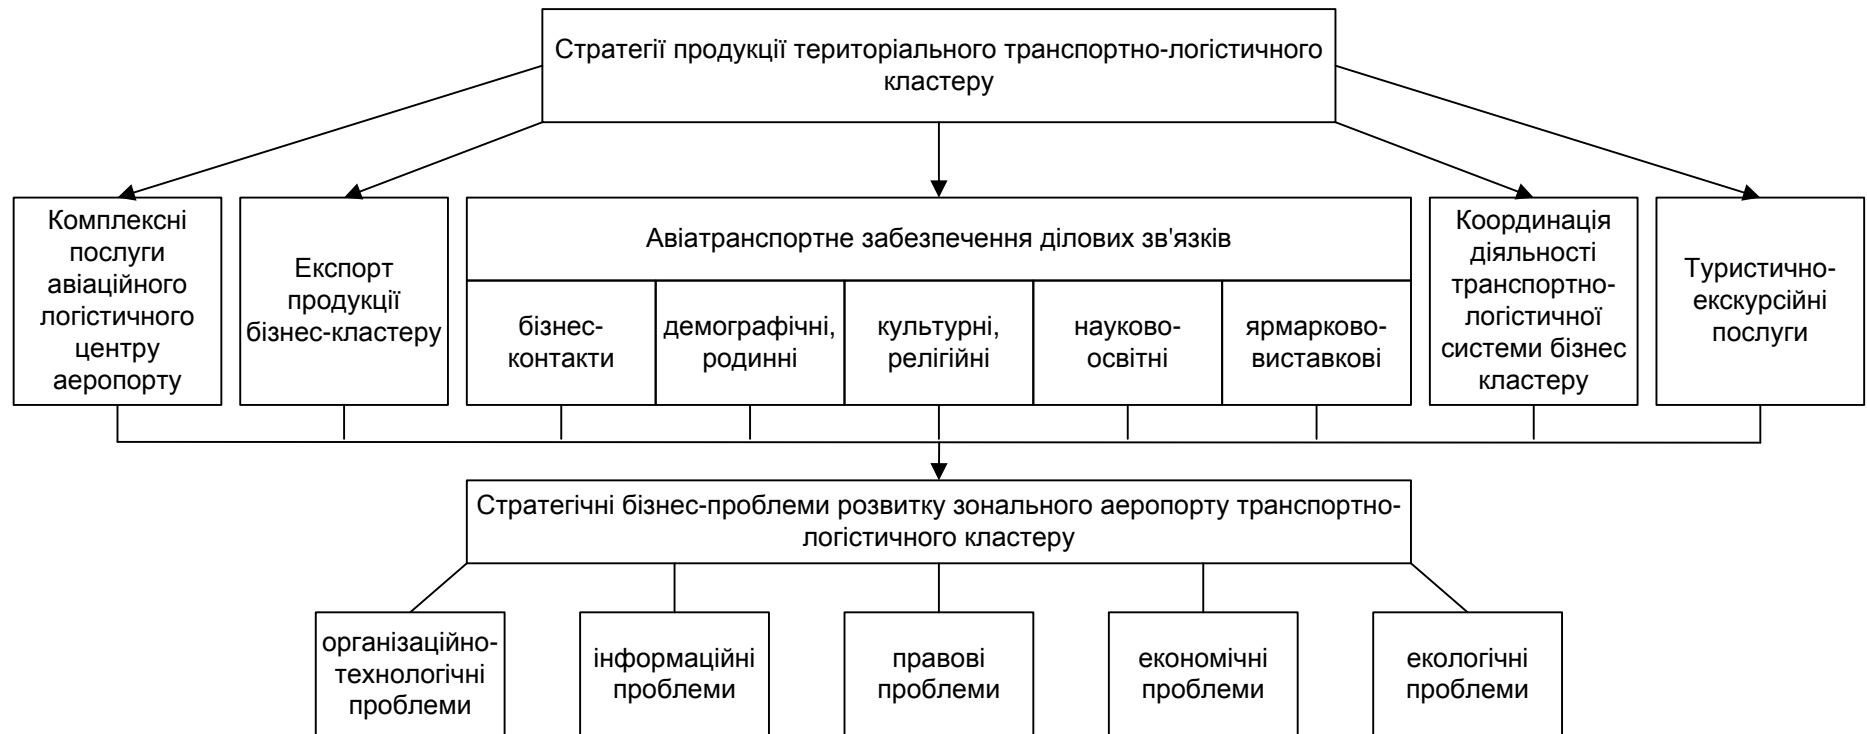 Стратегії продукції територіального транспортно-логістичного
кластеру
Комплексні
послуги
авіаційного
логістичного
центру
аеропорту
Експорт
продукції
бізнес-кластеру
Авіатранспортне забезпечення ділових зв'язків
бізнес-
контакти
демографічні,
родинні
культурні,
релігійні
науково-
освітні
ярмарково-
виставкові
Координація
діяльності
транспортно-
логістичної
системи бізнес
кластеру
Туристично-
екскурсійні
послуги
Стратегічні бізнес-проблеми розвитку зонального аеропорту транспортно-
логістичного кластеру
організаційно-
технологічні
проблеми
інформаційні
проблеми
правові
проблеми
економічні
проблеми
екологічні
проблеми